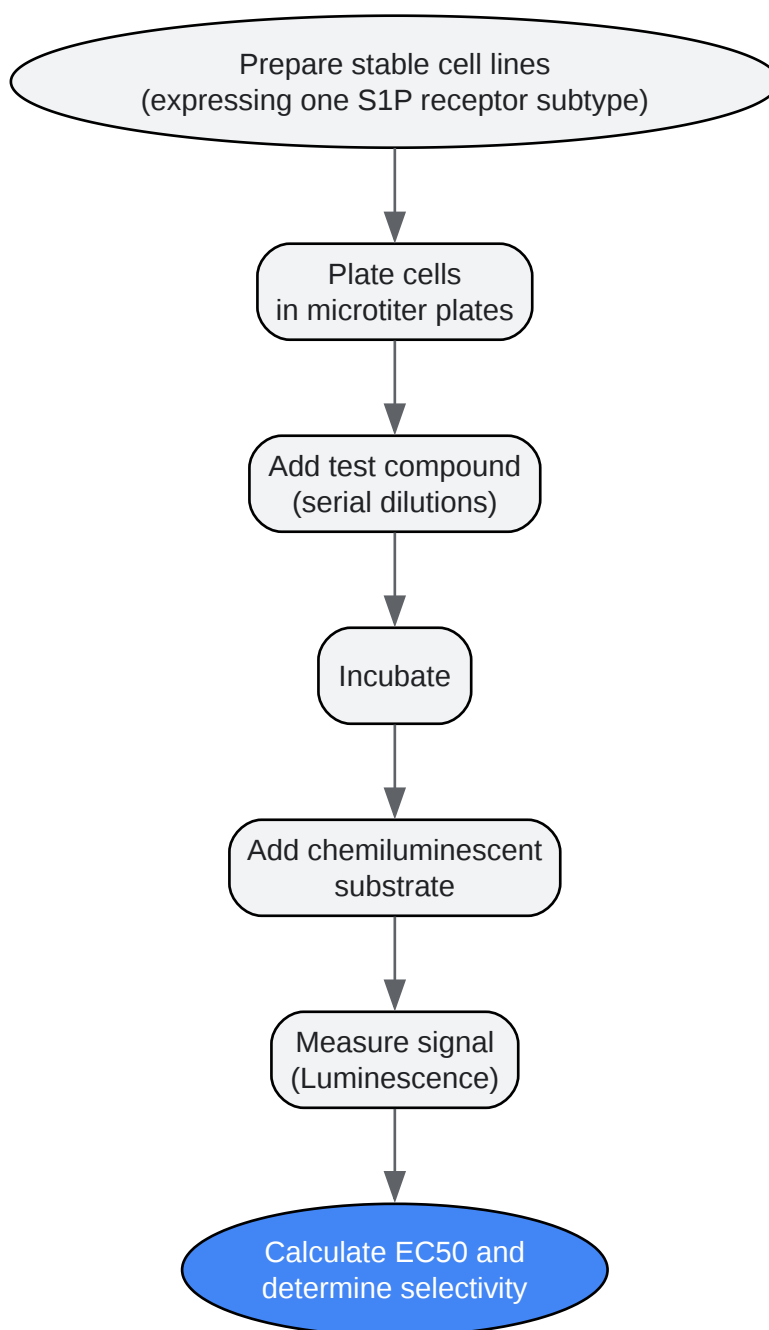 Prepare stable cell lines
(expressing one S1P receptor subtype)
Plate cells
in microtiter plates
Add test compound
(serial dilutions)
Incubate
Add chemiluminescent
substrate
Measure signal
(Luminescence)
Calculate EC50 and
determine selectivity